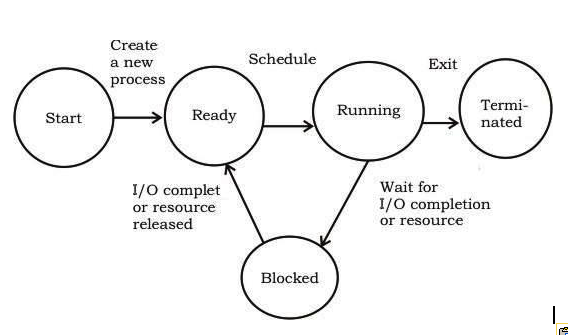 Create
a new
process
Schedule
Exit
Start
Ready
Running
Termi-
nated
I/O complet
or resource
released
Wait for
I/O completion
or resource
Blocked